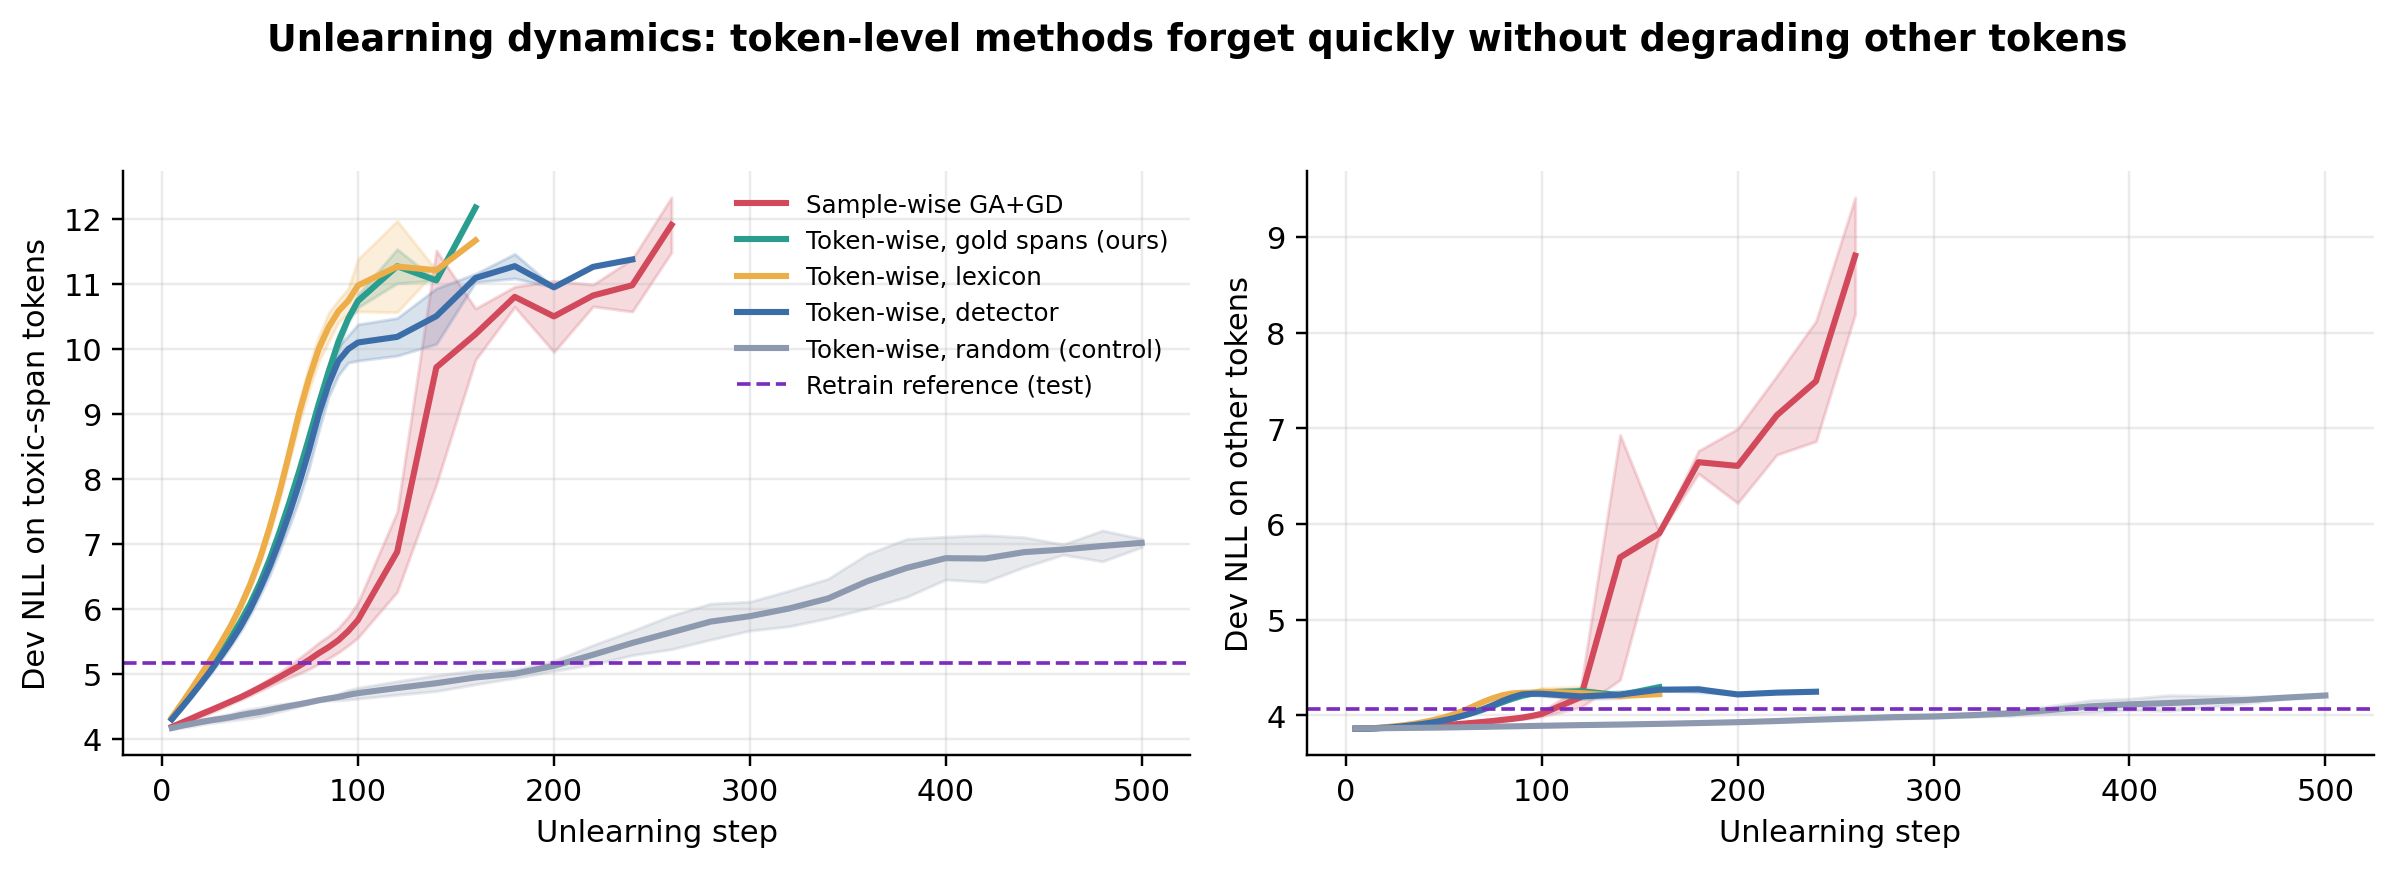 Unlearning dynamics: token-level methods forget quickly without degrading other tokens
Dev NLL on toxic-span tokens
12
11
10
9
8
7
6
5
4
Sample-wise GA+GD
Token-wise, gold spans (ours)
Token-wise, lexicon
Token-wise, detector
Token-wise, random (control)
Retrain reference (test)
0 100 200 300 400 500
Unlearning step
Dev NLL on other tokens
9
8
7
6
5
4
0 100 200 300 400 500
Unlearning step